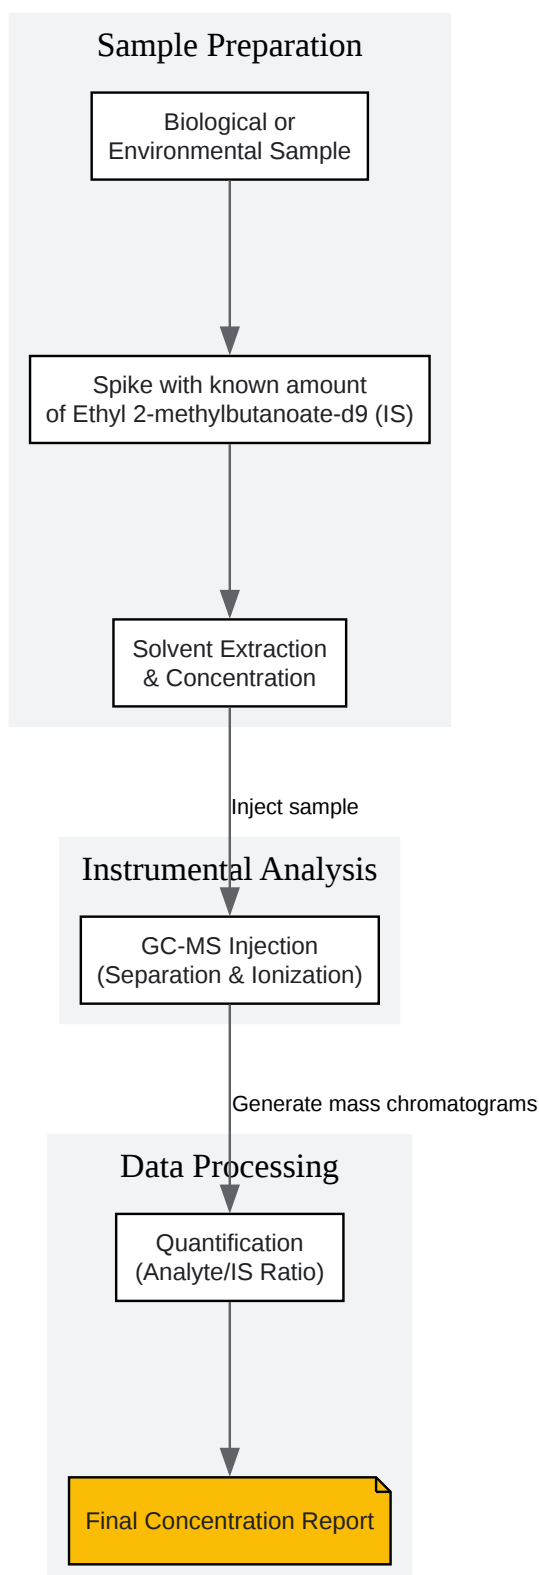 Sample Preparation
Biological or
Environmental Sample
Spike with known amount
of Ethyl 2-methylbutanoate-d9 (IS)
Solvent Extraction
& Concentration
Inject sample
Instrumental Analysis
GC-MS Injection
(Separation & Ionization)
Generate mass chromatograms
Data Processing
Quantification
(Analyte/IS Ratio)
Final Concentration Report